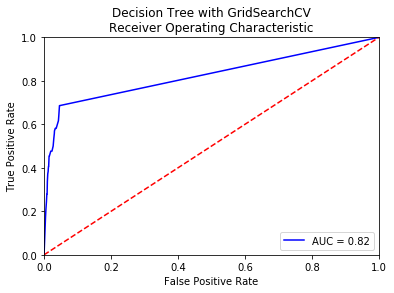 Decision Tree with GridSearchCV
Receiver Operating Characteristic
1.0
0.8
0.6
0.4
0.2
0.0
True Positive Rate
0.0 0.2 0.4 0.6 0.8 1.0
False Positive Rate
AUC = 0.82